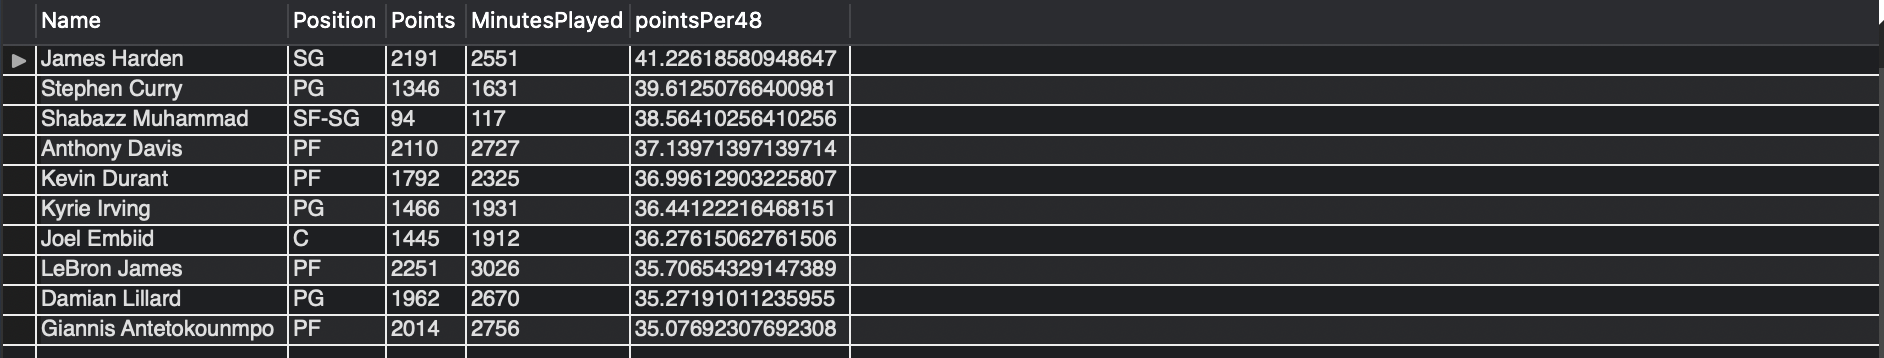 Name Position Points MinutesPlayed pointsPer48
James Harden SG 2191 2551 41.22618580948647
Stephen Curry PG 1346 1631 39.61250766400981
Shabazz Muhammad SF-SG 94 117 38.56410256410256
Anthony Davis PF 2110 2727 37.13971397139714
Kevin Durant PF 1792 2325 36.99612903225807
Kyrie Irving PG 1466 1931 36.44122216468151
Joel Embiid C 1445 1912 36.27615062761506
LeBron James PF 2251 3026 35.70654329147389
Damian Lillard PG 1962 2670 35.27191011235955
Giannis Antetokounmpo PF 2014 2756 35.07692307692308